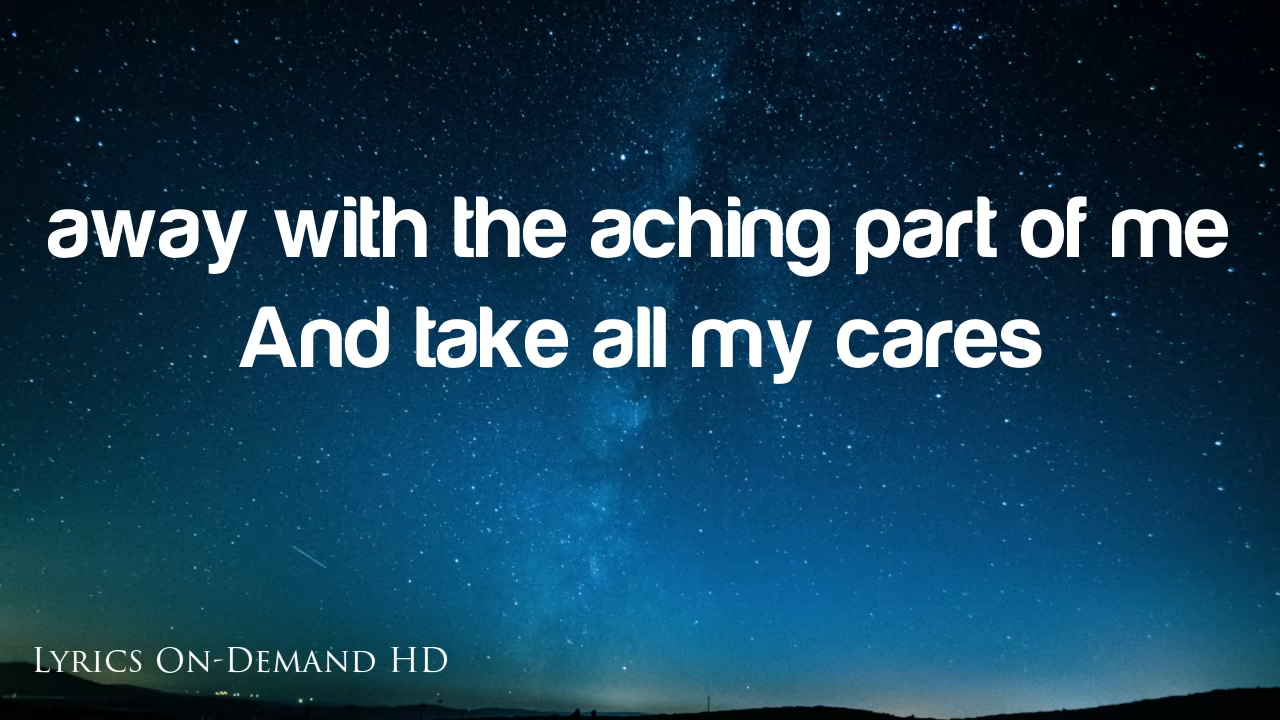 away with the aching part of me
And take all my cares
Lyrics On-Demand HD